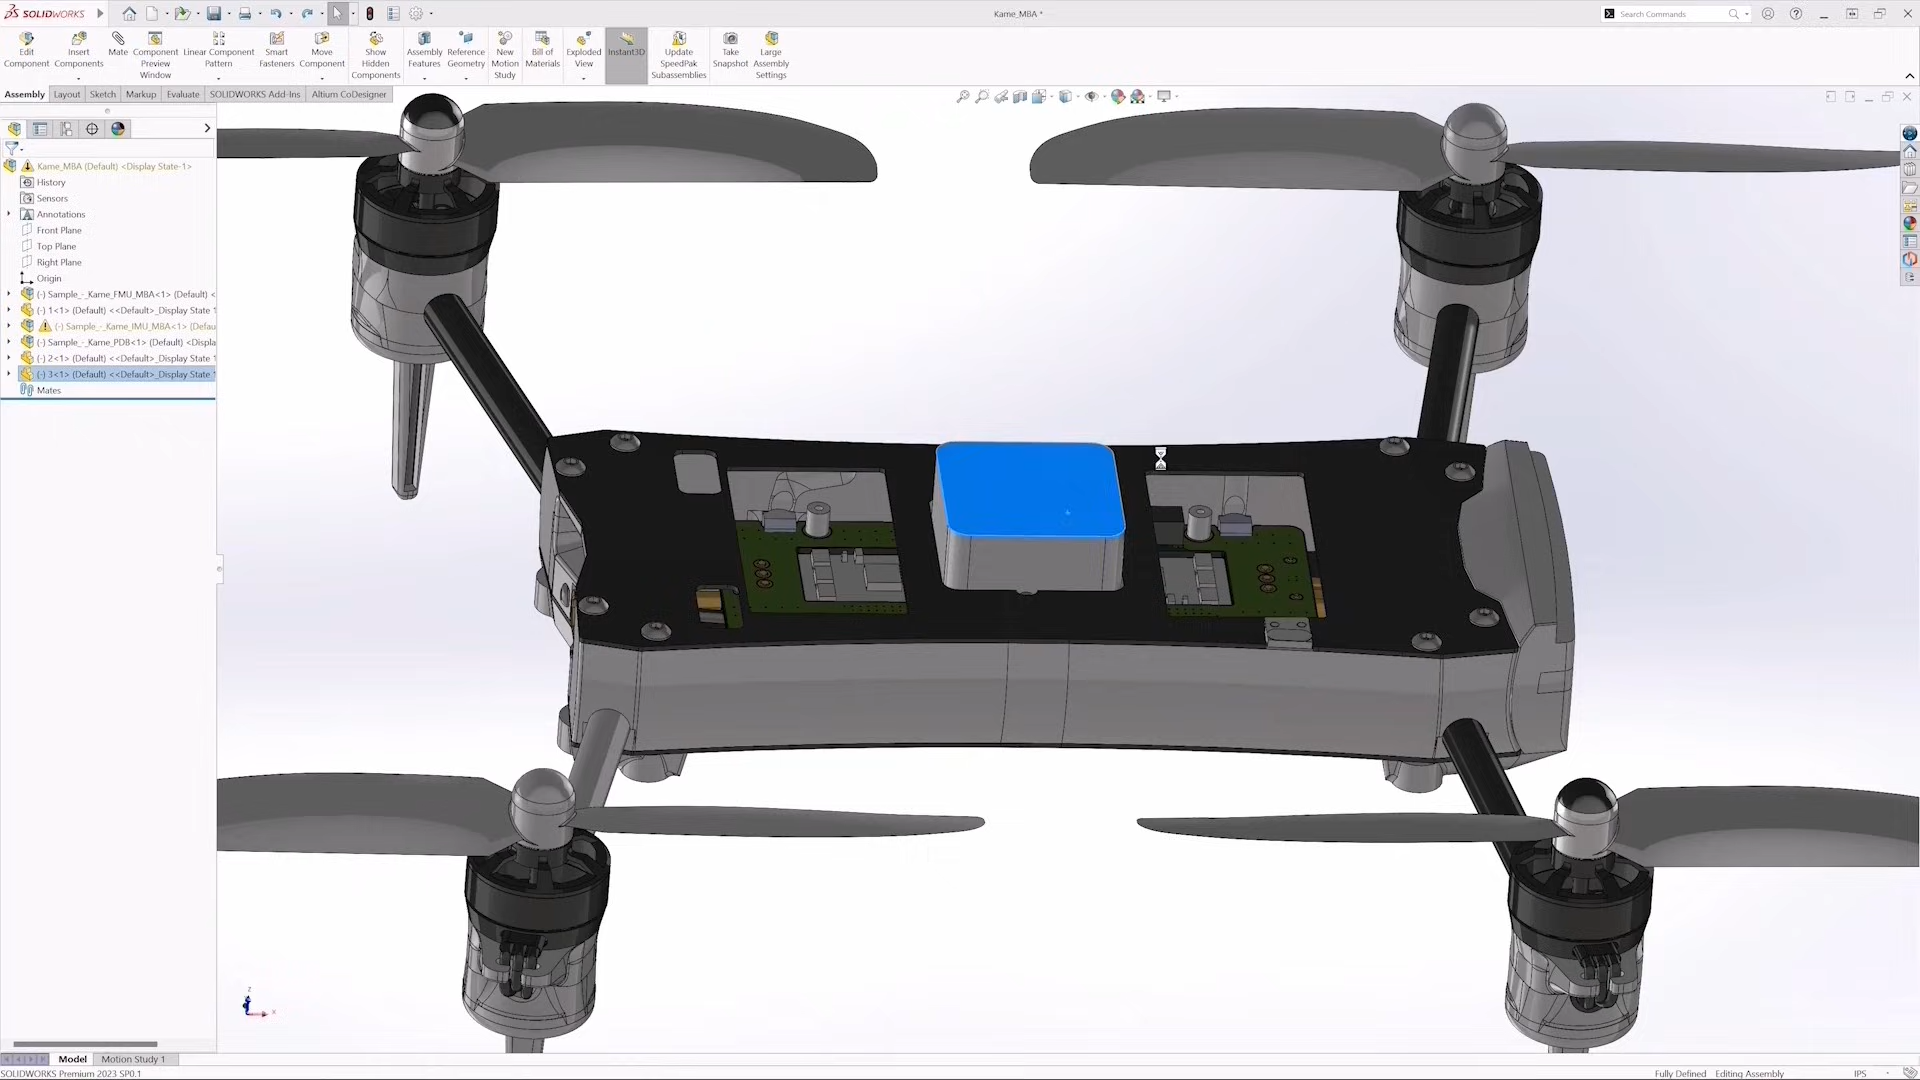 SOLIDWORKS
Kame_MBA *
Search Commands
Edit Component
Insert Components
Mate
Component Preview Window
Linear Component Pattern
Smart Fasteners
Move Component
Show Hidden Components
Assembly Features
Reference Geometry
New Motion Study
Bill of Materials
Exploded View
Instant3D
Update SpeedPak Subassemblies
Take Snapshot
Large Assembly Settings
Assembly Layout Sketch Markup Evaluate SOLIDWORKS Add-Ins Altium CoDesigner
Kame_MBA (Default) <Display State-1>
History
Sensors
Annotations
Front Plane
Top Plane
Right Plane
Origin
(-) Sample_-_Kame_FMU_MBA<1> (Default) <
(-) 1<1> (Default) <<Default>_Display State 1
(-) Sample_-_Kame_IMU_MBA<1> (Defau
(-) Sample_-_Kame_PDB<1> (Default) <Displa
(-) 2<1> (Default) <<Default>_Display State 1
(-) 3<1> (Default) <<Default>_Display State 1
Mates
z
x
Model Motion Study 1
SOLIDWORKS Premium 2023 SP0.1
Fully Defined Editing Assembly IPS